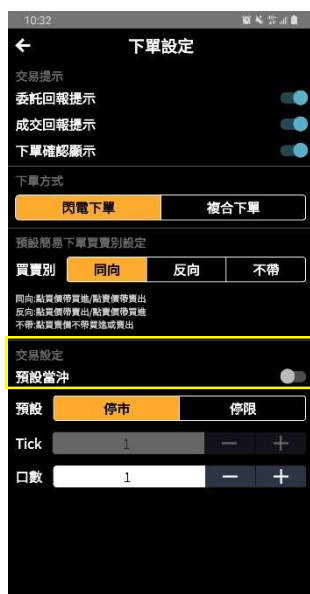 10:32
下單設定
交易提示
委託回報提示
成交回報提示
下單確認顯示
下單方式
閃電下單 複合下單
預設簡易下單買賣別設定
買賣別 同向 反向 不帶
同向:點買價帶買進/點賣價帶賣出
反向:點買價帶賣出/點賣價帶買進
不帶:點買賣價不帶買進或賣出
交易設定
預設當沖
預設 停市 停限
Tick 1 − +
口數 1 − +